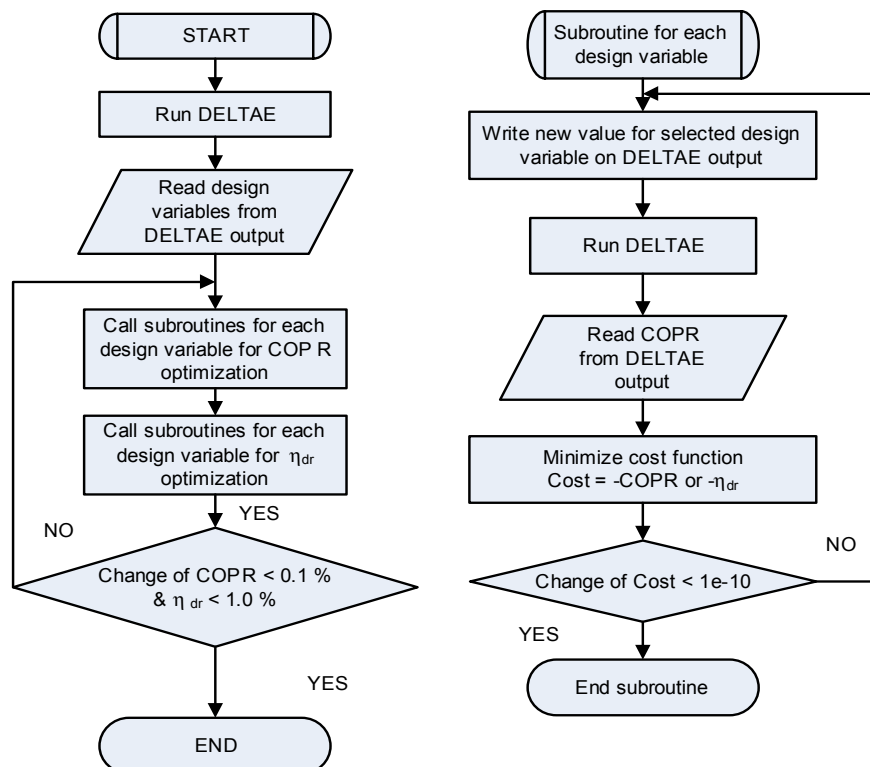 START
Run DELTAE
Read design
variables from
DELTAE output
Call subroutines for each
design variable for COP R
optimization
Call subroutines for each
design variable for ηdr
optimization
YES
NO
Change of COPR < 0.1 %
& η dr < 1.0 %
YES
END
Subroutine for each
design variable
Write new value for selected design
variable on DELTAE output
Run DELTAE
Read COPR
from DELTAE
output
Minimize cost function
Cost = -COPR or -ηdr
NO
Change of Cost < 1e-10
YES
End subroutine